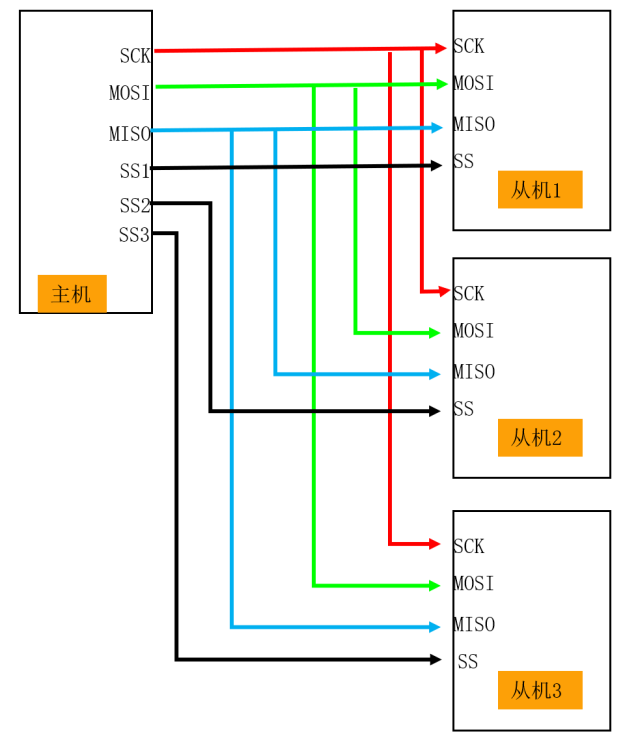 SCK
MOSI
MISO
SS1
SS2
SS3
主机
SCK
MOSI
MISO
SS
从机1
SCK
MOSI
MISO
SS
从机2
SCK
MOSI
MISO
SS
从机3